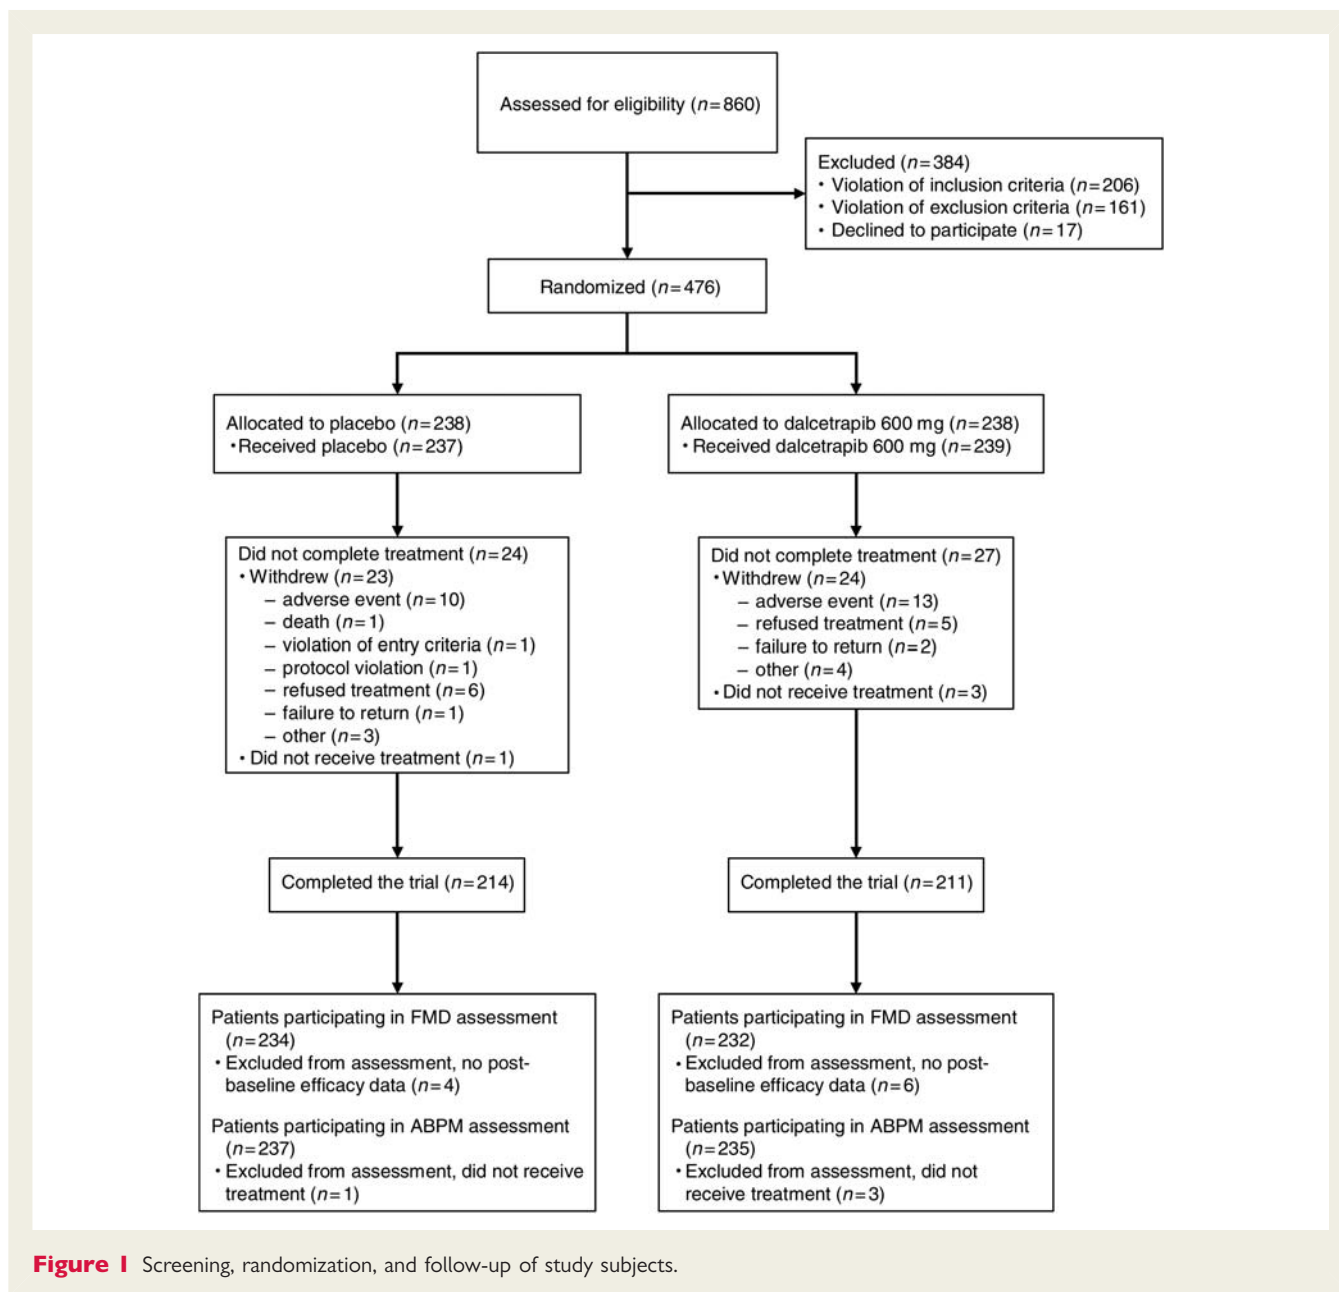 Assessed for eligibility (n=860)
Excluded (n=384)
• Violation of inclusion criteria (n=206)
• Violation of exclusion criteria (n=161)
• Declined to participate (n=17)
Randomized (n=476)
Allocated to placebo (n=238)
• Received placebo (n=237)
Allocated to dalcetrapib 600 mg (n=238)
• Received dalcetrapib 600 mg (n=239)
Did not complete treatment (n=24)
• Withdrew (n=23)
– adverse event (n=10)
– death (n=1)
– violation of entry criteria (n=1)
– protocol violation (n=1)
– refused treatment (n=6)
– failure to return (n=1)
– other (n=3)
• Did not receive treatment (n=1)
Did not complete treatment (n=27)
• Withdrew (n=24)
– adverse event (n=13)
– refused treatment (n=5)
– failure to return (n=2)
– other (n=4)
• Did not receive treatment (n=3)
Completed the trial (n=214)
Completed the trial (n=211)
Patients participating in FMD assessment
(n=234)
• Excluded from assessment, no post-
baseline efficacy data (n=4)
Patients participating in ABPM assessment
(n=237)
• Excluded from assessment, did not receive
treatment (n=1)
Patients participating in FMD assessment
(n=232)
• Excluded from assessment, no post-
baseline efficacy data (n=6)
Patients participating in ABPM assessment
(n=235)
• Excluded from assessment, did not
receive treatment (n=3)
Figure 1 Screening, randomization, and follow-up of study subjects.